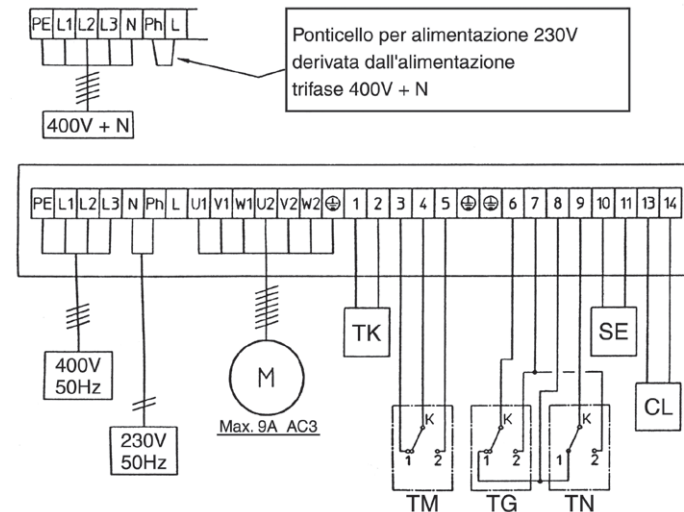 PE L1 L2 L3 N Ph L
Ponticello per alimentazione 230V
derivata dall'alimentazione
trifase 400V + N
400V + N
PE L1 L2 L3 N Ph L U1 V1 W1 U2 V2 W2 1 2 3 4 5 6 7 8 9 10 11 13 14
TK
SE
400V
50Hz
M
Max. 9A AC3
CL
230V
50Hz
K
1 2
K
1 2
K
1 2
TM
TG
TN